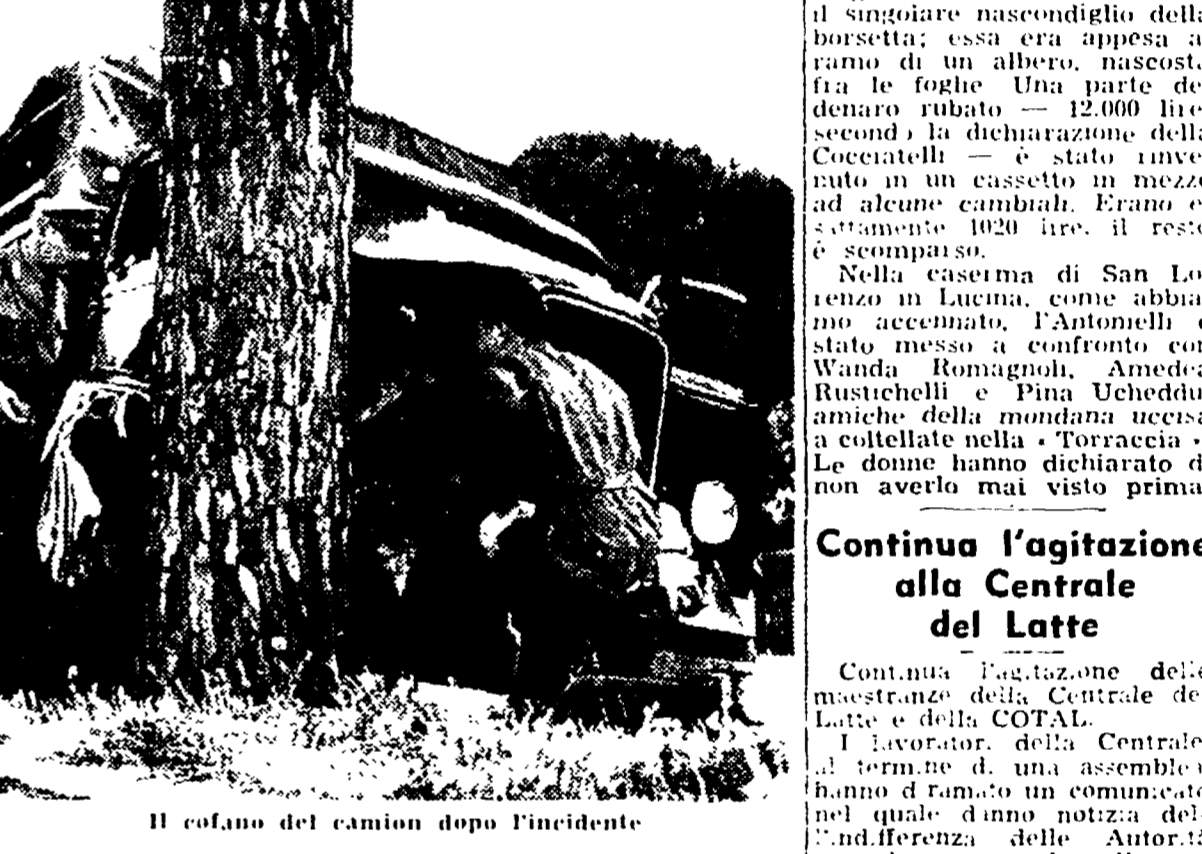 Il cofano del camion dopo l'incidente
il singolare nascondiglio della
borsetta; essa era appesa a
ramo di un albero, nascost
fra le foglie Una parte de
denaro rubato — 12.000 lire
secondo la dichiarazione della
Cocciatelli — è stato rinve
nuto in un cassetto in mezzo
ad alcune cambiali. Erano e
sattamente 1020 lire. il resto
è scomparso.
Nella caserma di San Lo
renzo in Lucina, come abbia
mo accennato, l'Antonielli è
stato messo a confronto con
Wanda Romagnoli, Amedea
Rustichelli e Pina Ucheddu
amiche della mondana uccisa
a coltellate nella « Torraccia »
Le donne hanno dichiarato d
non averlo mai visto prima
Continua l'agitazione
alla Centrale
del Latte
Continua l'agitazione delle
maestranze della Centrale de
Latte e della COTAL.
I lavoratori della Centrale
al termine di una assemblea
hanno diramato un comunicato
nel quale danno notizia del
l'indifferenza delle Autorità